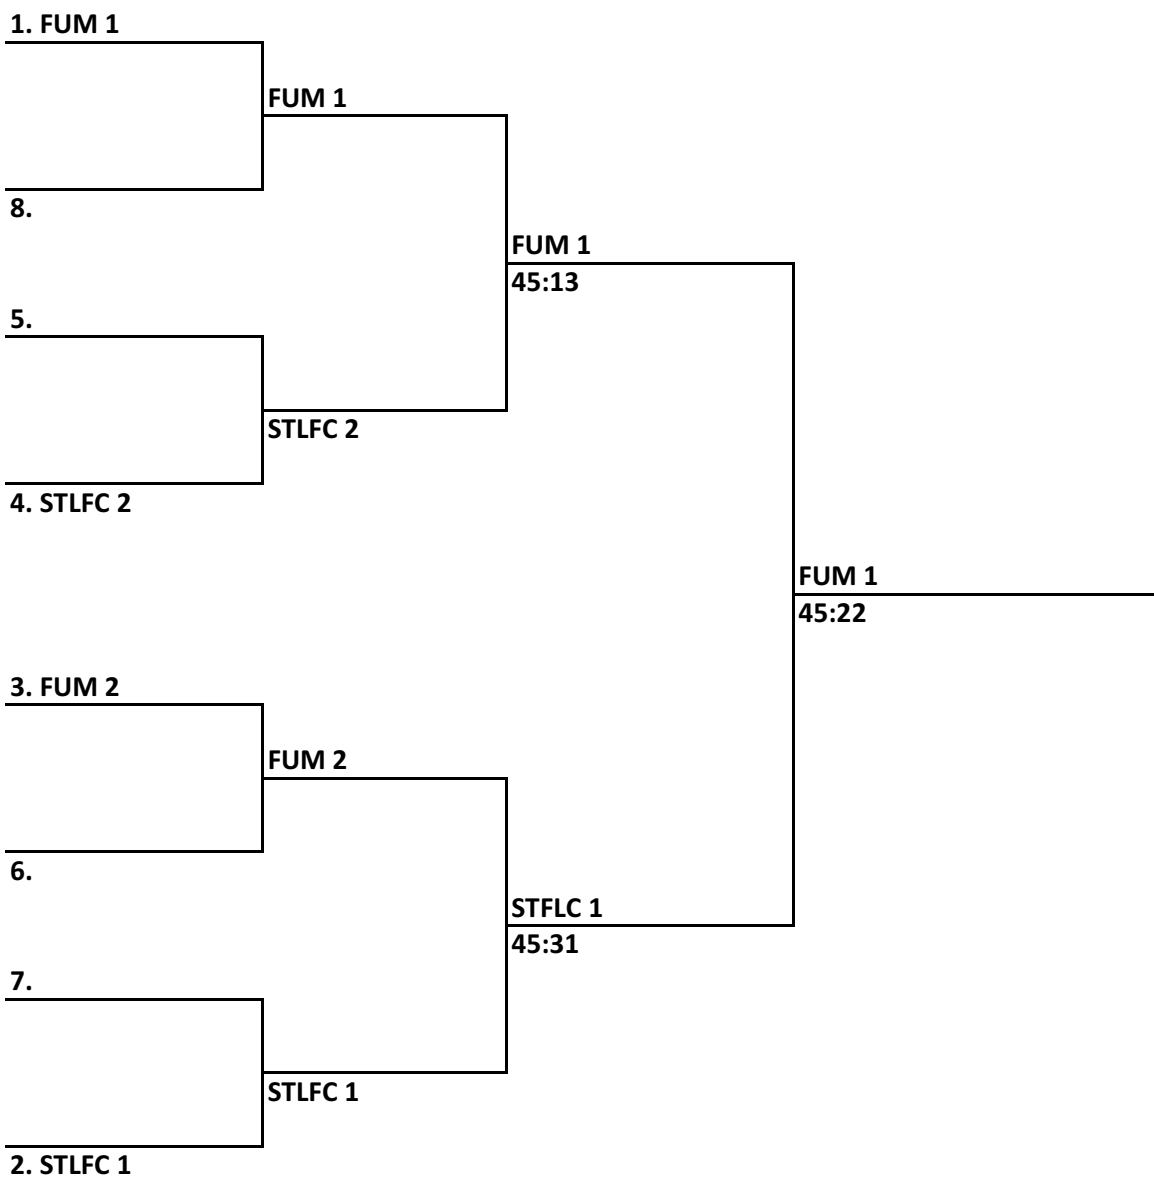 1. FUM 1
FUM 1
8.
FUM 1
45:13
5.
STLFC 2
4. STLFC 2
FUM 1
45:22
3. FUM 2
FUM 2
6.
STFLC 1
45:31
7.
STLFC 1
2. STLFC 1